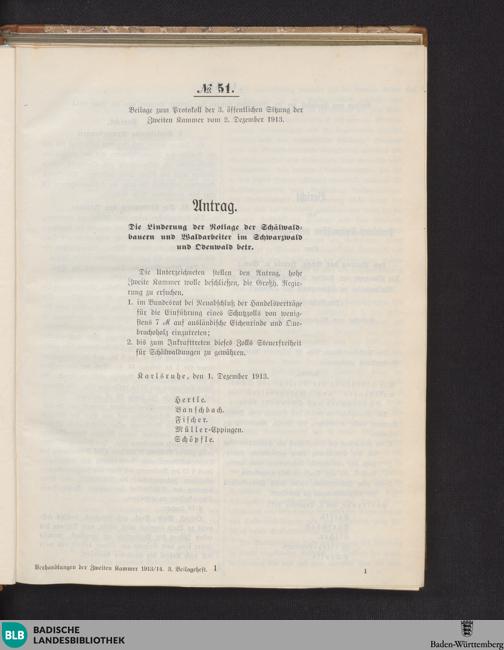 № 51.
Beilage zum Protokoll der 3. öffentlichen Sitzung der
Zweiten Kammer vom 2. Dezember 1913.
Antrag.
Die Linderung der Notlage der Schälwald-
bauern und Waldarbeiter im Schwarzwald
und Odenwald betr.
Die Unterzeichneten stellen den Antrag, hohe
Zweite Kammer wolle beschließen, die Großh. Regie-
rung zu ersuchen,
1. im Bundesrat bei Neuabschluß der Handelsverträge
für die Einführung eines Schutzzolls von wenig-
stens 7 ℳ auf ausländische Eichenrinde und Que-
brachoholz einzutreten;
2. bis zum Inkrafttreten dieses Zolls Steuerfreiheit
für Schälwaldungen zu gewähren.
Karlsruhe, den 1. Dezember 1913.
Hertle.
Banschbach.
Fischer.
Müller-Eppingen.
Schöpfle.
Verhandlungen der Zweiten Kammer 1913/14. 3. Beilageheft. 1
1
BLB BADISCHE
LANDESBIBLIOTHEK
Baden-Württemberg